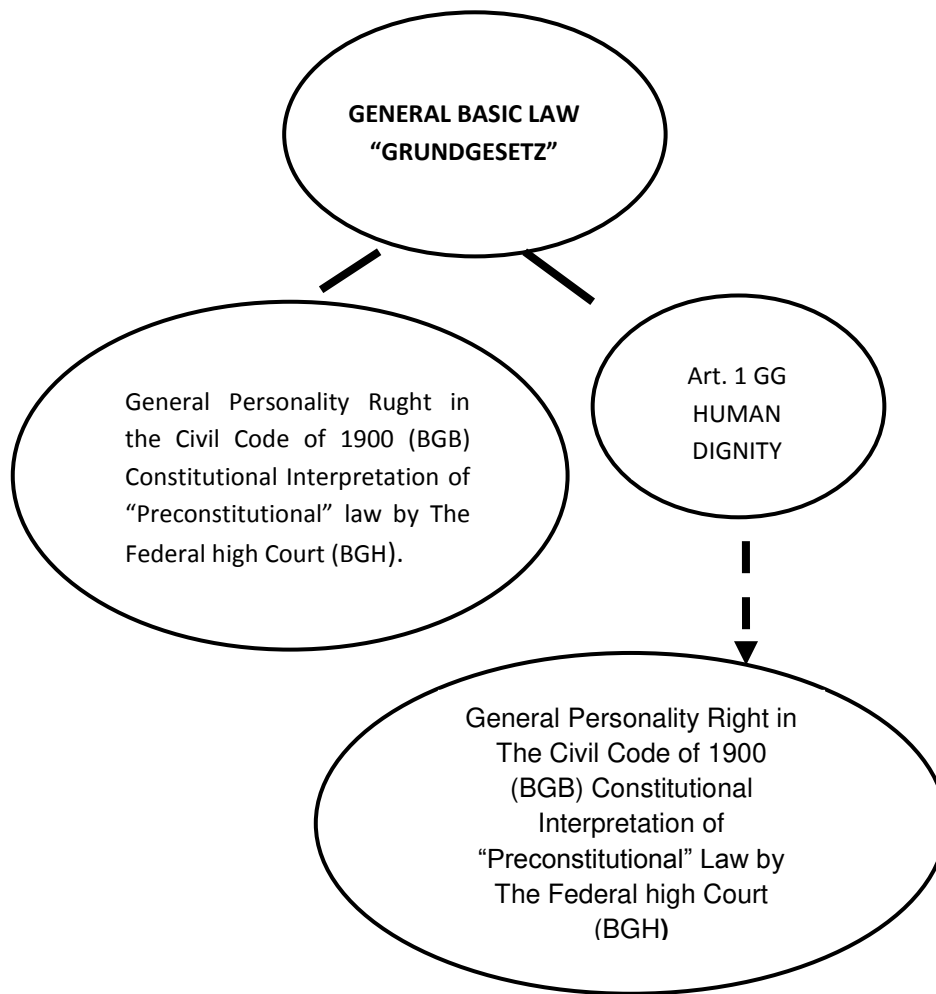 GENERAL BASIC LAW
“GRUNDGESETZ”
General Personality Rught in
the Civil Code of 1900 (BGB)
Constitutional Interpretation of
“Preconstitutional” law by The
Federal high Court (BGH).
Art. 1 GG
HUMAN
DIGNITY
General Personality Right in
The Civil Code of 1900
(BGB) Constitutional
Interpretation of
“Preconstitutional” Law by
The Federal high Court
(BGH)